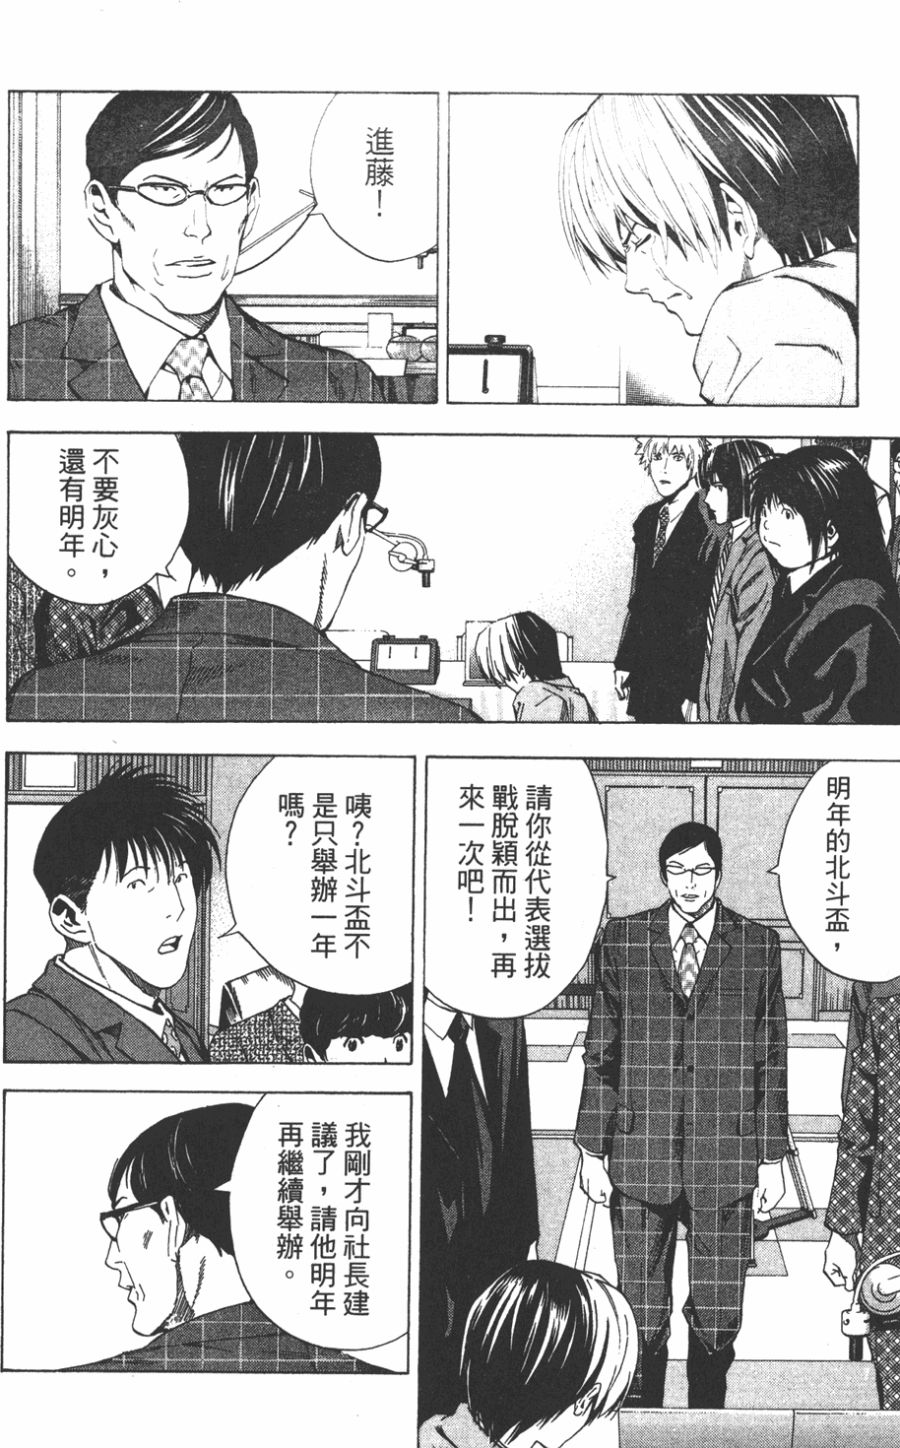 進藤！
不要灰心，
還有明年。
明年的北斗盃，
請你從代表選拔
戰脫穎而出，再
來一次吧！
咦？北斗盃不
是只舉辦一年
嗎？
我剛才向社長建
議了，請他明年
再繼續舉辦。